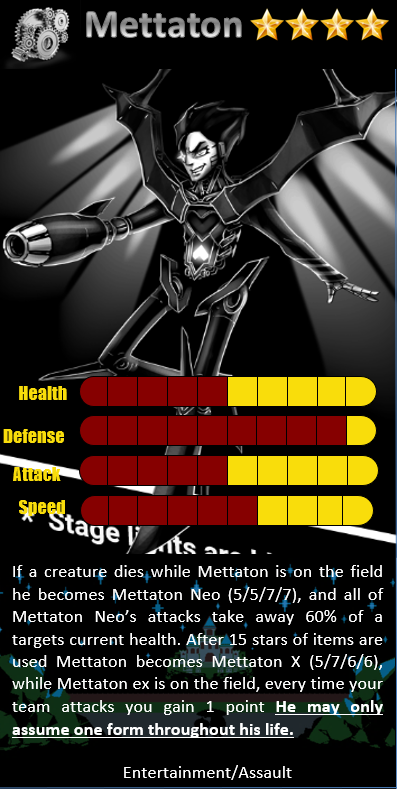 Mettaton
Health
Defense
Attack
Speed
* Stage lights are
If a creature dies while Mettaton is on the field
he becomes Mettaton Neo (5/5/7/7), and all of
Mettaton Neo’s attacks take away 60% of a
targets current health. After 15 stars of items are
used Mettaton becomes Mettaton X (5/7/6/6),
while Mettaton ex is on the field, every time your
team attacks you gain 1 point He may only
assume one form throughout his life.
Entertainment/Assault